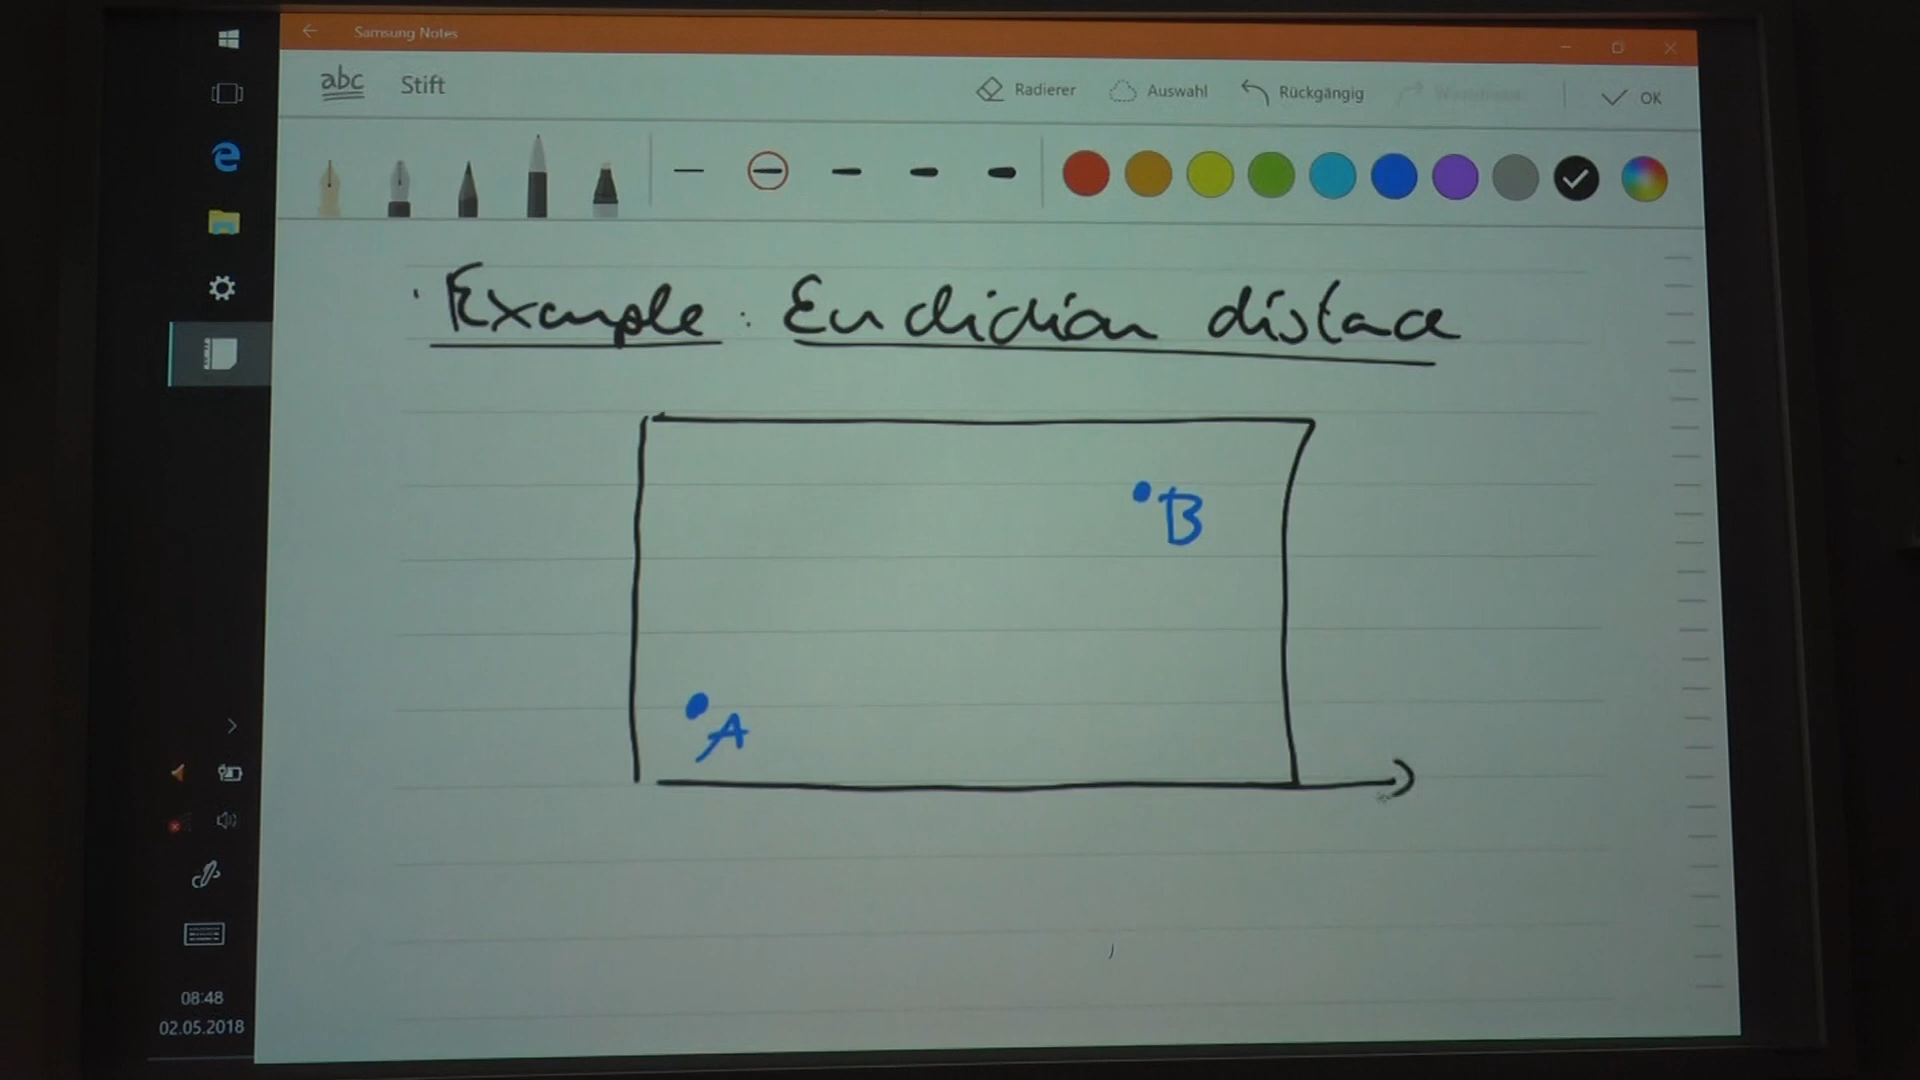 Samsung Notes
abc Stift Radierer Auswahl Rückgängig OK
Example: Euclidian distace
B
A
08:48
02.05.2018